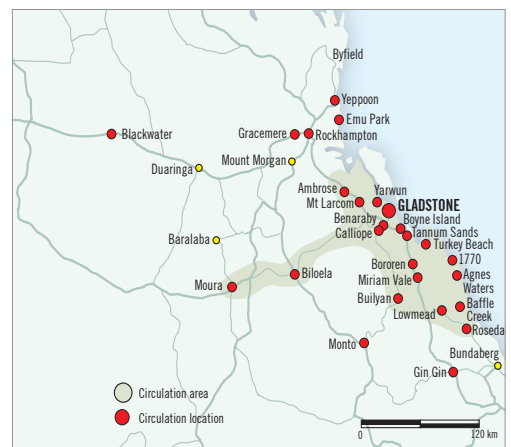 Byfield
Yeppoon
Emu Park
Blackwater
Gracemere
Rockhampton
Mount Morgan
Duaringa
Ambrose
Yarwun
Mt Larcom
GLADSTONE
Benaraby
Boyne Island
Calliope
Tannum Sands
Turkey Beach
Baralaba
Bororen
1770
Biloela
Miriam Vale
Agnes
Waters
Moura
Builyan
Baffle
Creek
Lowmead
Roseda
Monto
Bundaberg
Gin Gin
Circulation area
Circulation location
0 120 km